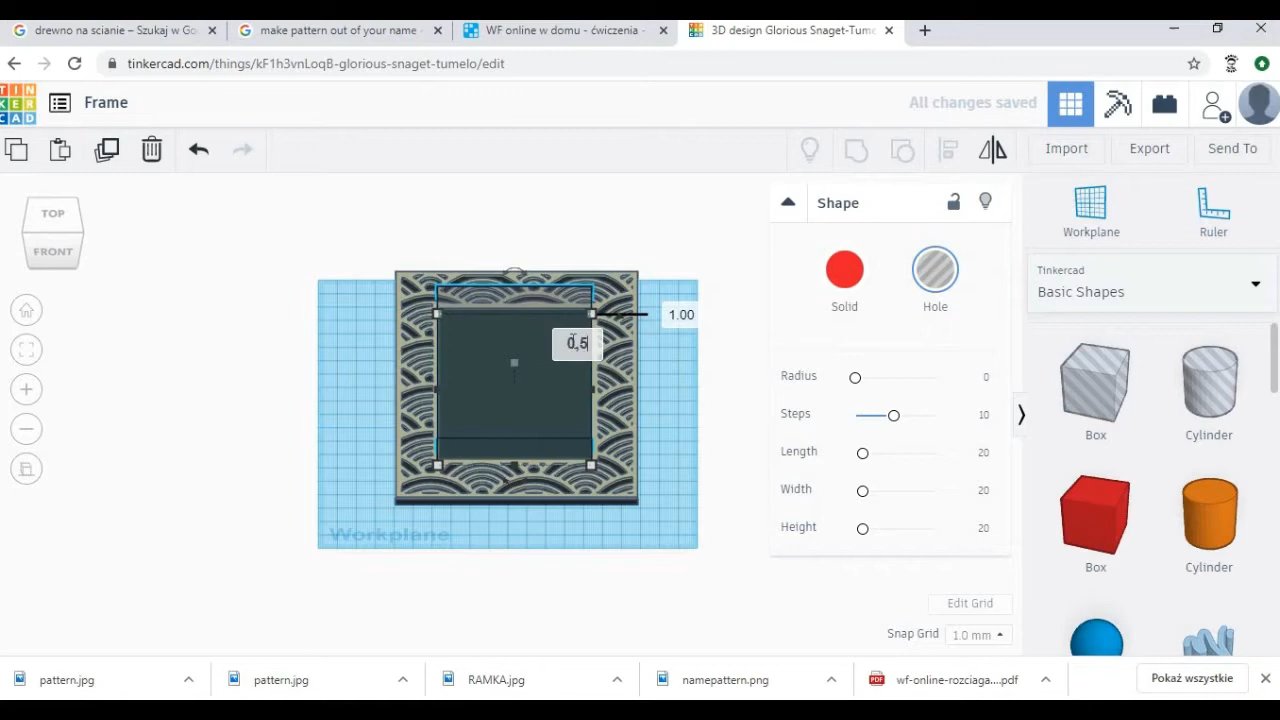 drewno na scianie – Szukaj w Go
make pattern out of your name -
WF online w domu - ćwiczenia -
3D design Glorious Snaget-Tume
tinkercad.com/things/kF1h3vnLoqB-glorious-snaget-tumelo/edit
TIN
KER
CAD
Frame
All changes saved
Import
Export
Send To
TOP
FRONT
Shape
Solid
Hole
Radius 0
Steps 10
Length 20
Width 20
Height 20
1.00
0,5
Workplane
Workplane
Ruler
Tinkercad
Basic Shapes
Box
Cylinder
Box
Cylinder
Edit Grid
Snap Grid 1.0 mm
pattern.jpg
pattern.jpg
RAMKA.jpg
namepattern.png
wf-online-rozciaga....pdf
Pokaż wszystkie